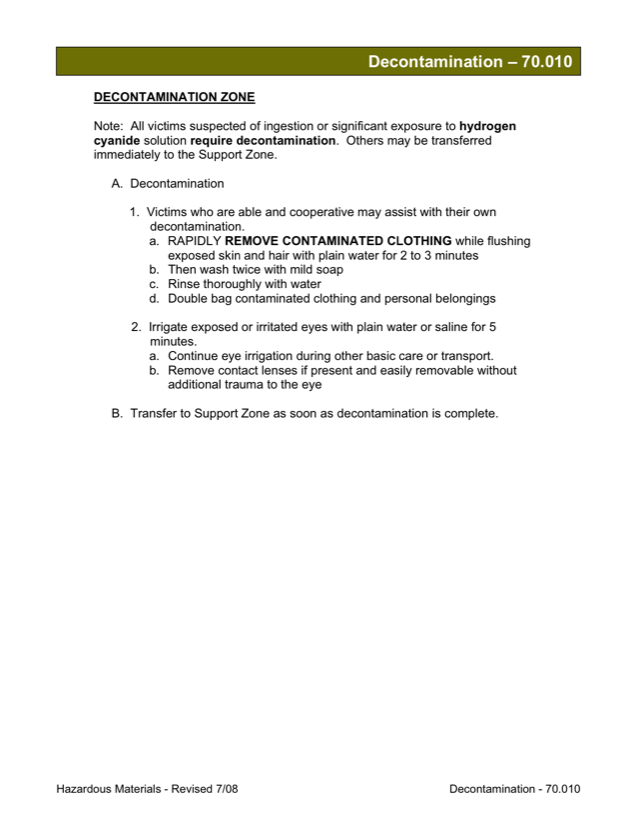 Decontamination – 70.010
DECONTAMINATION ZONE
Note: All victims suspected of ingestion or significant exposure to hydrogen
cyanide solution require decontamination. Others may be transferred
immediately to the Support Zone.
A. Decontamination
1. Victims who are able and cooperative may assist with their own
decontamination.
a. RAPIDLY REMOVE CONTAMINATED CLOTHING while flushing
exposed skin and hair with plain water for 2 to 3 minutes
b. Then wash twice with mild soap
c. Rinse thoroughly with water
d. Double bag contaminated clothing and personal belongings
2. Irrigate exposed or irritated eyes with plain water or saline for 5
minutes.
a. Continue eye irrigation during other basic care or transport.
b. Remove contact lenses if present and easily removable without
additional trauma to the eye
B. Transfer to Support Zone as soon as decontamination is complete.
Hazardous Materials - Revised 7/08 Decontamination - 70.010